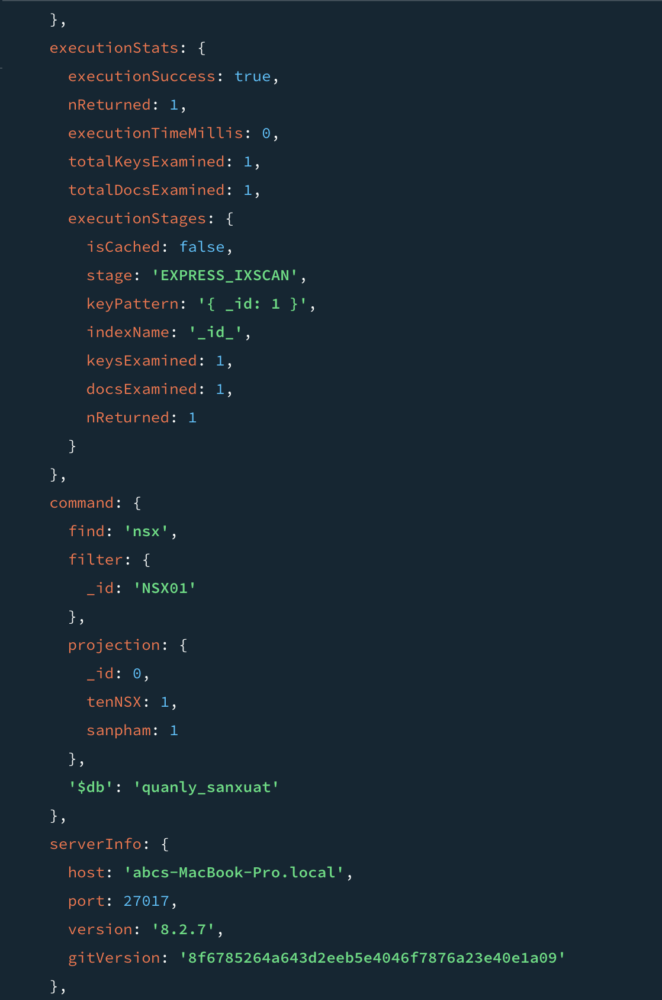 },
executionStats: {
executionSuccess: true,
nReturned: 1,
executionTimeMillis: 0,
totalKeysExamined: 1,
totalDocsExamined: 1,
executionStages: {
isCached: false,
stage: 'EXPRESS_IXSCAN',
keyPattern: '{ _id: 1 }',
indexName: '_id_',
keysExamined: 1,
docsExamined: 1,
nReturned: 1
}
},
command: {
find: 'nsx',
filter: {
_id: 'NSX01'
},
projection: {
_id: 0,
tenNSX: 1,
sanpham: 1
},
'$db': 'quanly_sanxuat'
},
serverInfo: {
host: 'abcs-MacBook-Pro.local',
port: 27017,
version: '8.2.7',
gitVersion: '8f6785264a643d2eeb5e4046f7876a23e40e1a09'
},